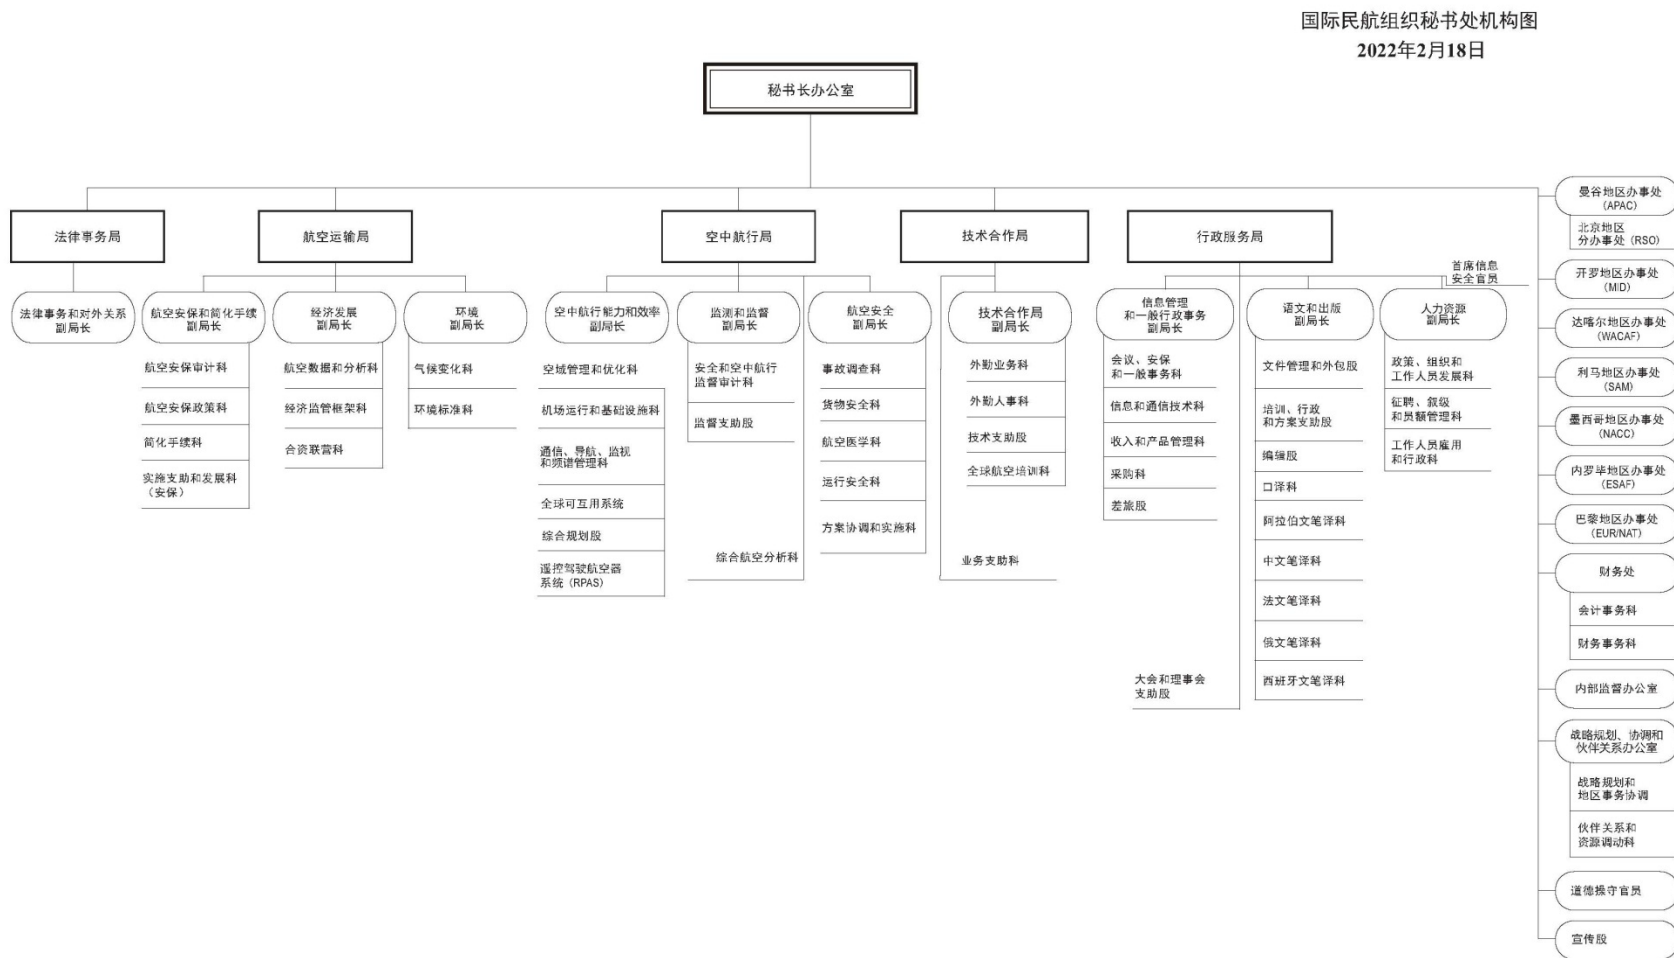 国际民航组织秘书处机构图
2022年2月18日
秘书长办公室
法律事务局
航空运输局
空中航行局
技术合作局
行政服务局
首席信息
安全官员
法律事务和对外关系
副局长
航空安保和简化手续
副局长
航空安保审计科
航空安保政策科
简化手续科
实施支助和发展科
（安保）
经济发展
副局长
航空数据和分析科
经济监管框架科
合资联营科
环境
副局长
气候变化科
环境标准科
空中航行能力和效率
副局长
空域管理和优化科
机场运行和基础设施科
通信、导航、监视
和频谱管理科
全球可互用系统
综合规划股
遥控驾驶航空器
系统 (RPAS)
监测和监督
副局长
安全和空中航行
监督审计科
监督支助股
综合航空分析科
航空安全
副局长
事故调查科
货物安全科
航空医学科
运行安全科
方案协调和实施科
技术合作局
副局长
外勤业务科
外勤人事科
技术支助股
全球航空培训科
业务支助科
信息管理
和一般行政事务
副局长
会议、安保
和一般事务科
信息和通信技术科
收入和产品管理科
采购科
差旅股
大会和理事会
支助股
语文和出版
副局长
文件管理和外包股
培训、行政
和方案支助股
编辑股
口译科
阿拉伯文笔译科
中文笔译科
法文笔译科
俄文笔译科
西班牙文笔译科
人力资源
副局长
政策、组织和
工作人员发展科
征聘、叙级
和员额管理科
工作人员雇用
和行政科
曼谷地区办事处
(APAC)
北京地区
分办事处 (RSO)
开罗地区办事处
(MID)
达喀尔地区办事处
(WACAF)
利马地区办事处
(SAM)
墨西哥地区办事处
(NACC)
内罗毕地区办事处
(ESAF)
巴黎地区办事处
(EUR/NAT)
财务处
会计事务科
财务事务科
内部监督办公室
战略规划、协调和
伙伴关系办公室
战略规划和
地区事务协调
伙伴关系和
资源调动科
道德操守官员
宣传股